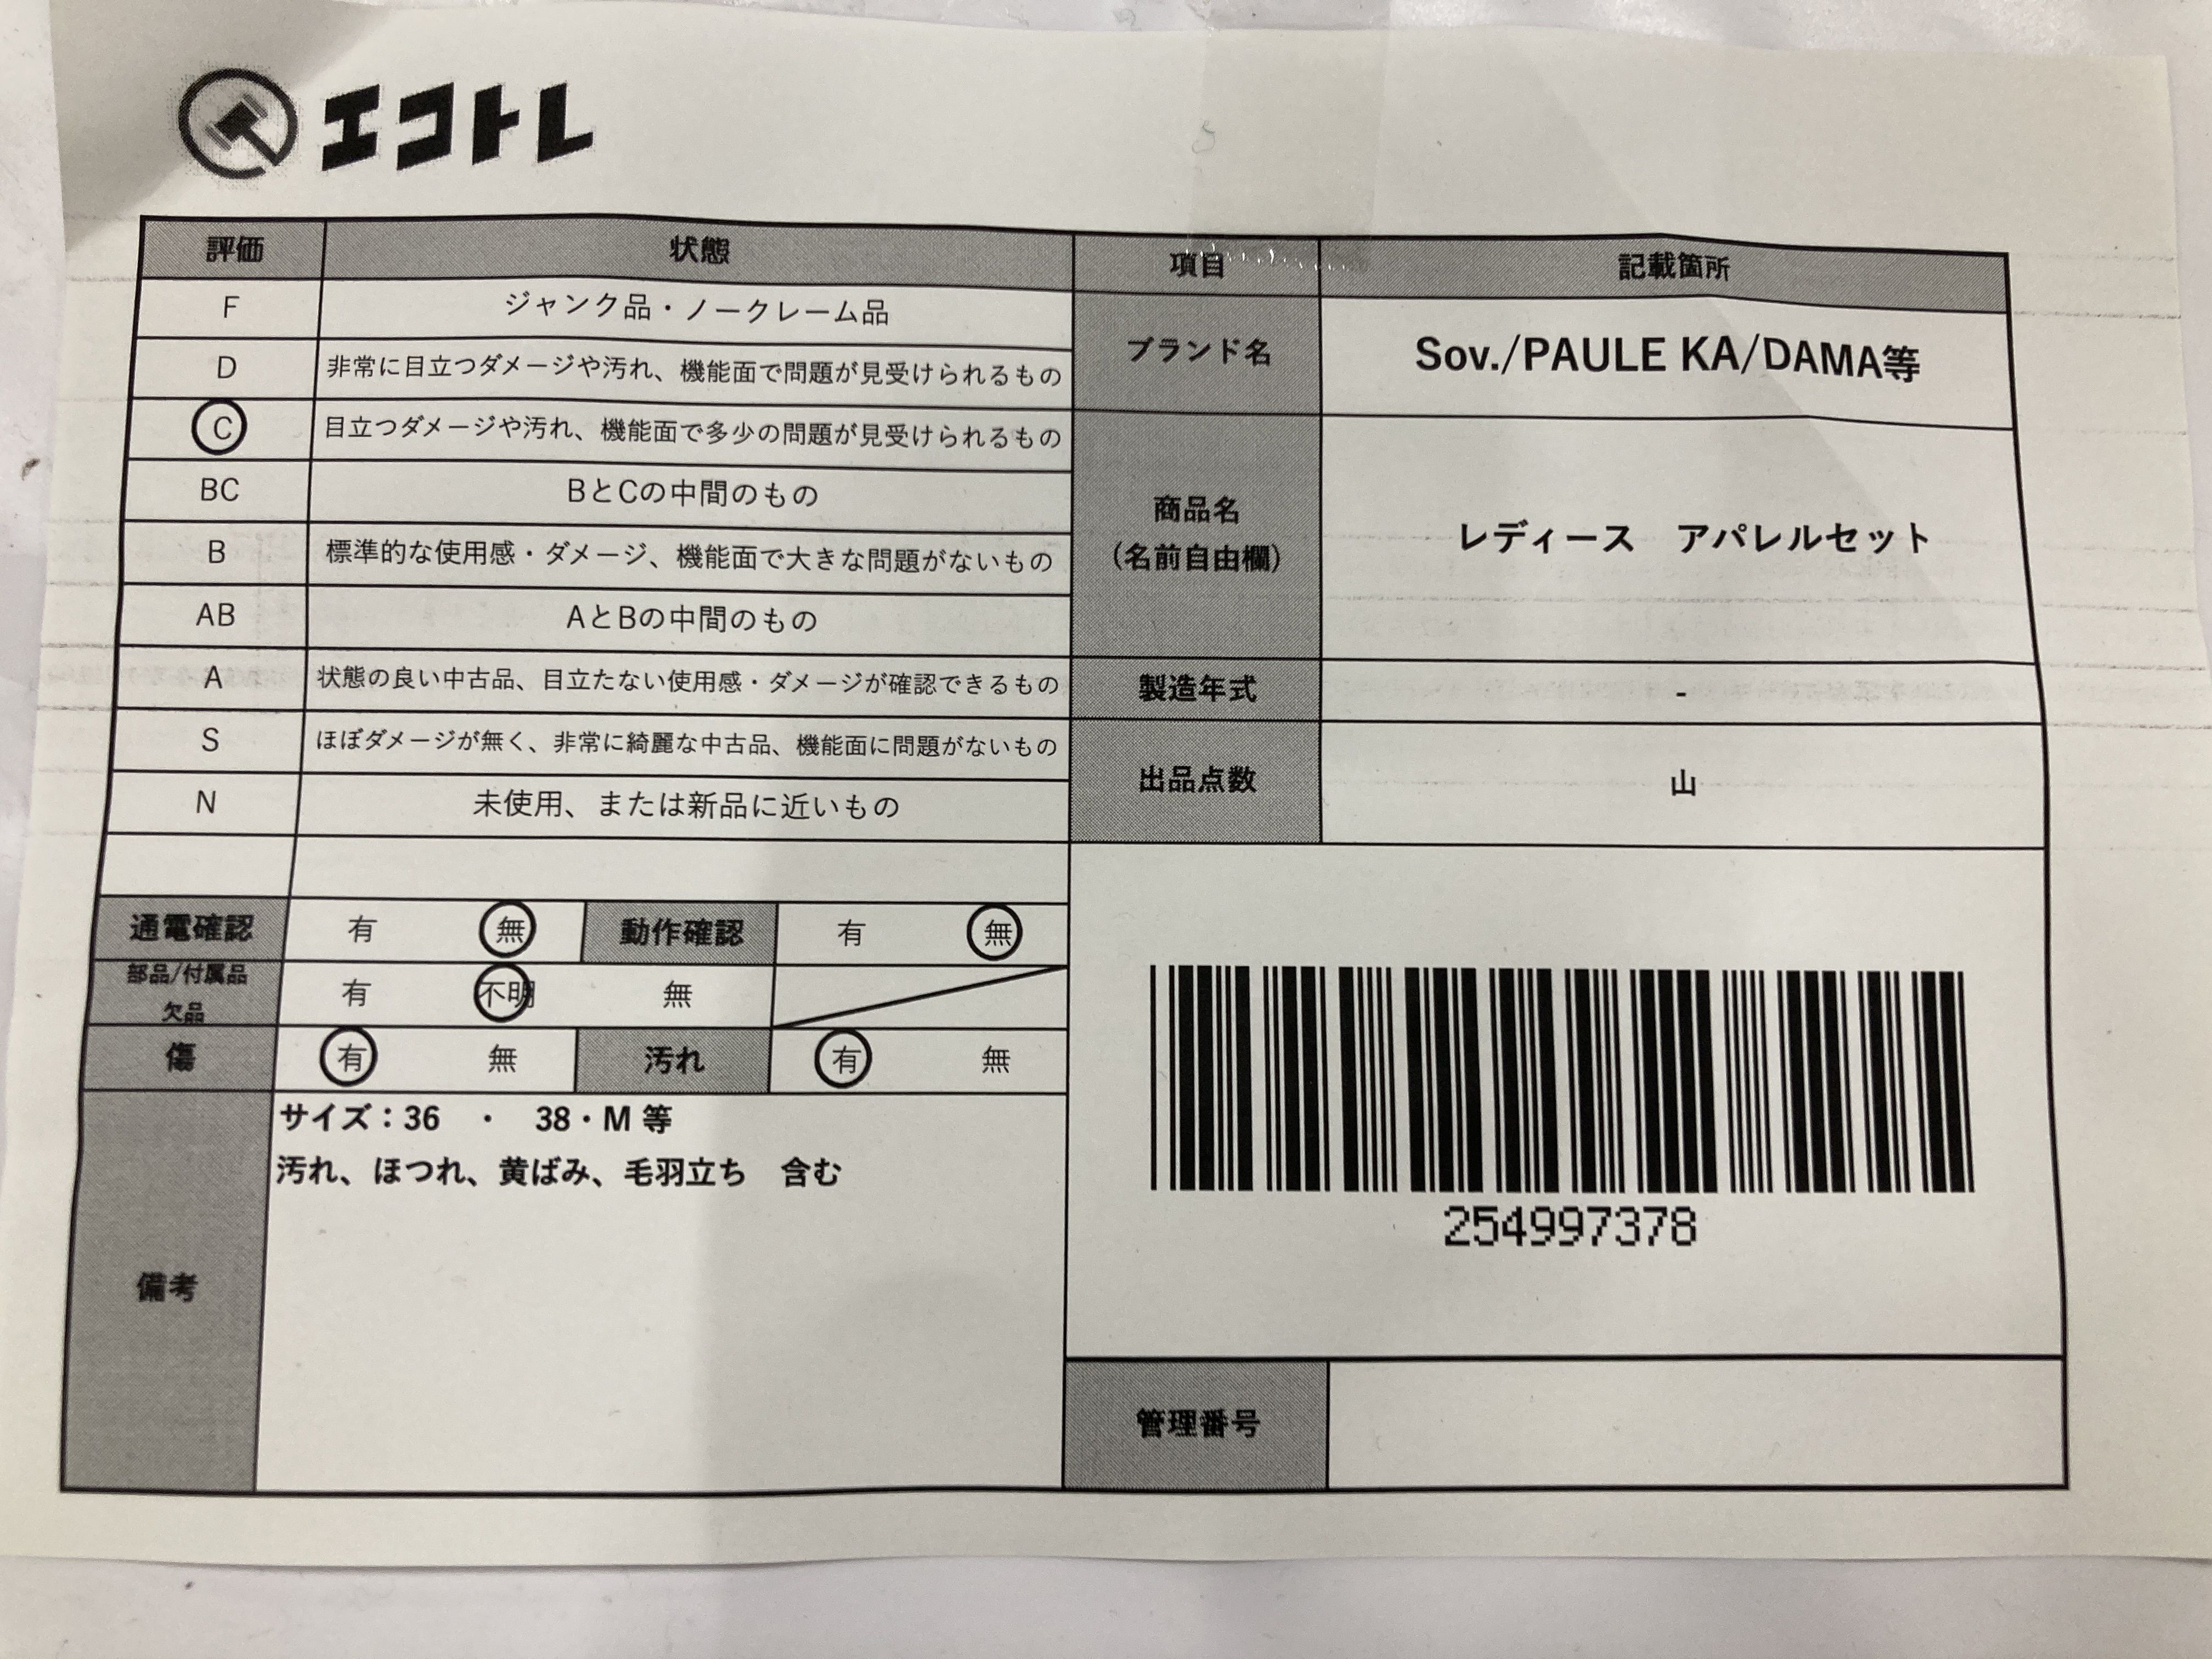 エコトレ
評価 状態 項目 記載箇所
F ジャンク品・ノークレーム品
D 非常に目立つダメージや汚れ、機能面で問題が見受けられるもの
C 目立つダメージや汚れ、機能面で多少の問題が見受けられるもの
BC BとCの中間のもの
B 標準的な使用感・ダメージ、機能面で大きな問題がないもの
AB AとBの中間のもの
A 状態の良い中古品、目立たない使用感・ダメージが確認できるもの
S ほぼダメージが無く、非常に綺麗な中古品、機能面に問題がないもの
N 未使用、または新品に近いもの
ブランド名 Sov./PAULE KA/DAMA等
商品名
(名前自由欄)
レディース アパレルセット
製造年式 -
出品点数 山
通電確認 有 無 動作確認 有 無
部品/付属品
欠品
有 不明 無
傷 有 無 汚れ 有 無
備考
サイズ：36 ・ 38・M 等
汚れ、ほつれ、黄ばみ、毛羽立ち 含む
254997378
管理番号